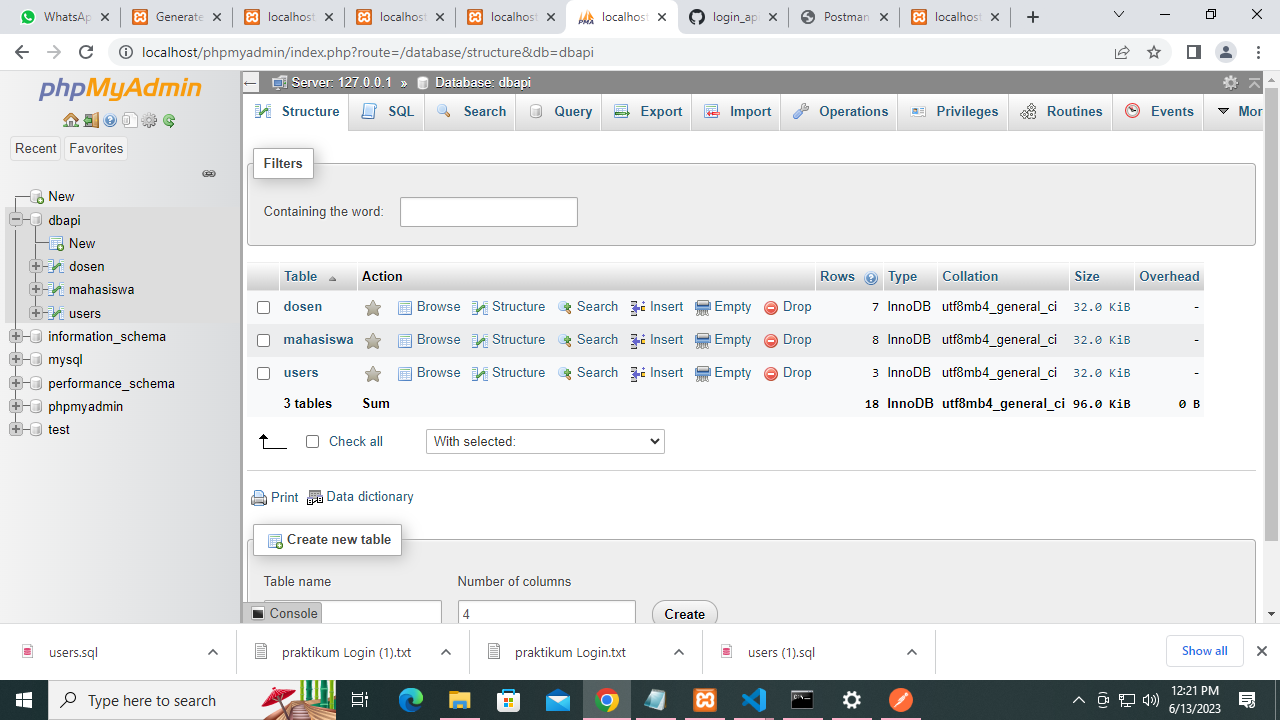 WhatsAp
Generate
localhost
localhost
localhost
localhost
login_api
Postman
localhost
localhost/phpmyadmin/index.php?route=/database/structure&db=dbapi
phpMyAdmin
Recent
Favorites
New
dbapi
New
dosen
mahasiswa
users
information_schema
mysql
performance_schema
phpmyadmin
test
Server: 127.0.0.1 » Database: dbapi
Structure SQL Search Query Export Import Operations Privileges Routines Events Mor
Filters
Containing the word:
Table Action Rows Type Collation Size Overhead
dosen Browse Structure Search Insert Empty Drop 7 InnoDB utf8mb4_general_ci 32.0 KiB -
mahasiswa Browse Structure Search Insert Empty Drop 8 InnoDB utf8mb4_general_ci 32.0 KiB -
users Browse Structure Search Insert Empty Drop 3 InnoDB utf8mb4_general_ci 32.0 KiB -
3 tables Sum 18 InnoDB utf8mb4_general_ci 96.0 KiB 0 B
Check all With selected:
Print Data dictionary
Create new table
Table name Number of columns
4 Create
Console
users.sql praktikum Login (1).txt praktikum Login.txt users (1).sql Show all
Type here to search
12:21 PM
6/13/2023